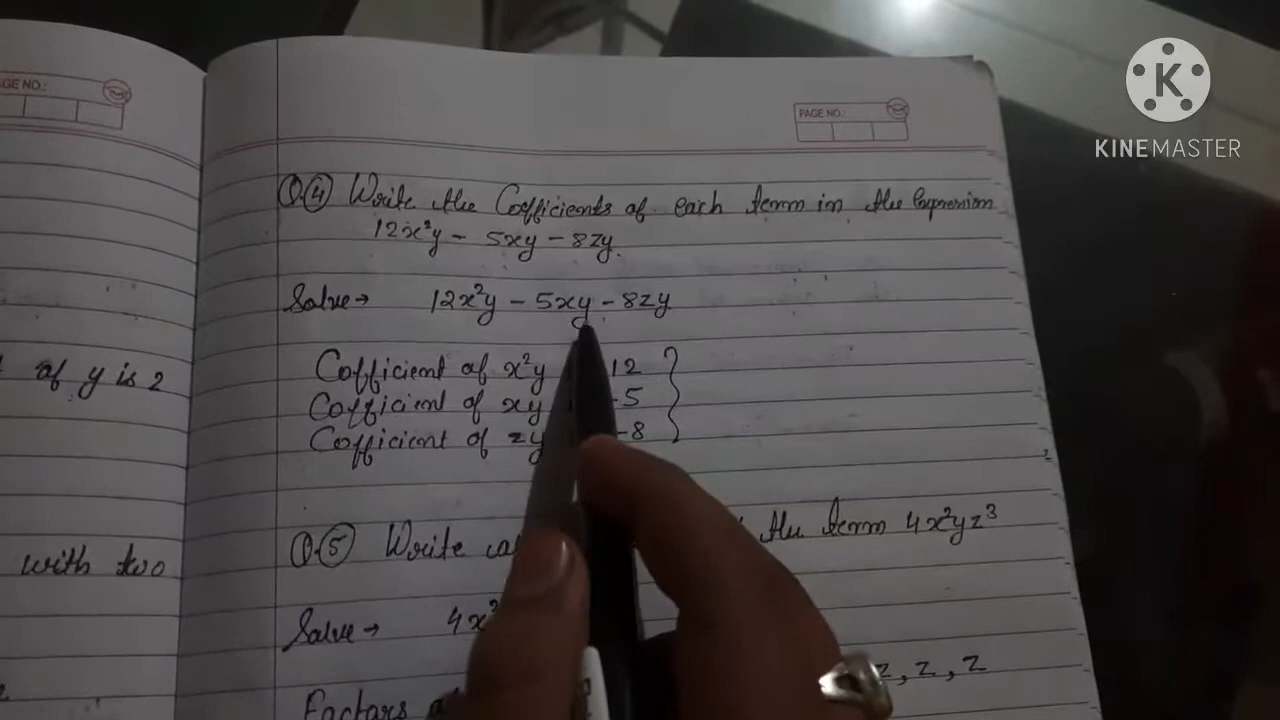 GE NO.:
PAGE NO.:
K
KINEMASTER
Q.④ Write the Cofficients of each term in the Expression
12x²y - 5xy - 8zy.
Solve → 12x²y - 5xy - 8zy
of y is 2
Cofficient of x²y 12
Cofficient of xy -5
Cofficient of zy -8
with two
Q.⑤ Write the term 4x²yz³
Solve → 4x²
z, z, z
Factors